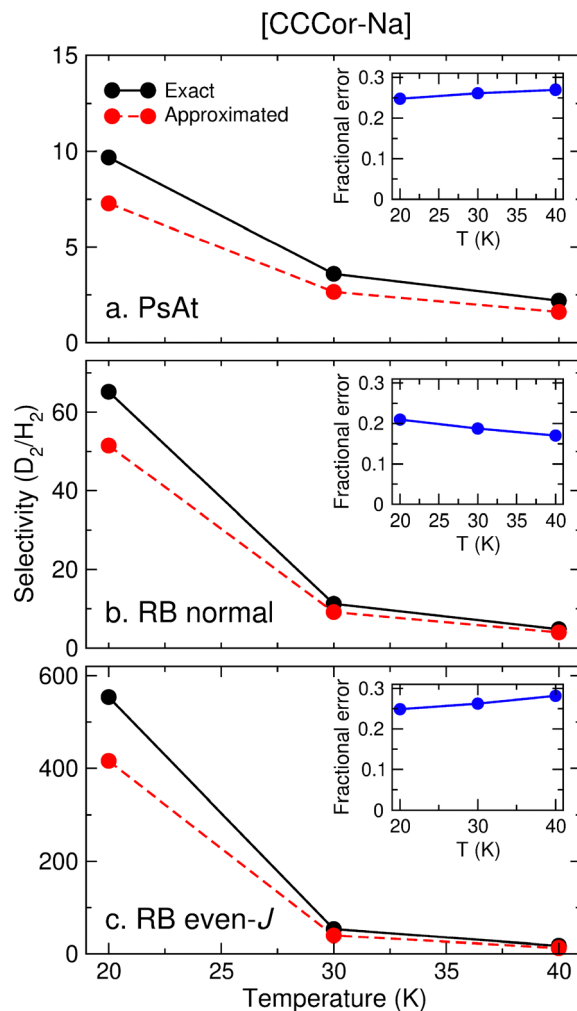 [CCCor-Na]
15
10
5
0
Exact
Approximated
a. PsAt
Fractional error
0.3
0.2
0.1
0
20 25 30 35 40
T (K)
Selectivity (D2/H2)
60
40
20
0
b. RB normal
Fractional error
0.3
0.2
0.1
0
20 25 30 35 40
T (K)
600
400
200
0
c. RB even-J
Fractional error
0.3
0.2
0.1
0
20 25 30 35 40
T (K)
20 25 30 35 40
Temperature (K)